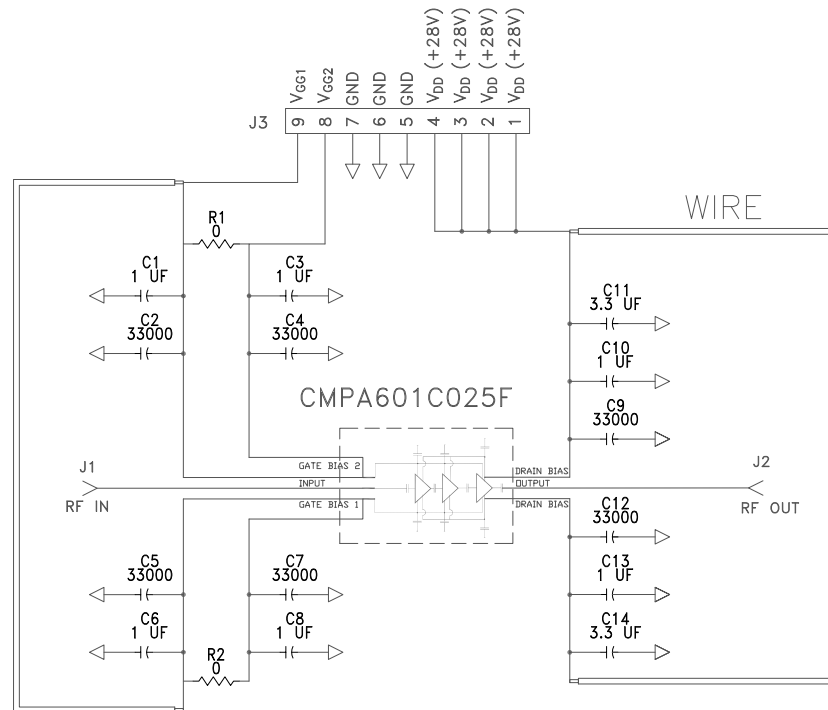 VGG1
VGG2
GND
GND
GND
VDD (+28V)
VDD (+28V)
VDD (+28V)
VDD (+28V)
J3
9 8 7 6 5 4 3 2 1
WIRE
R1
0
C1
1 UF
C3
1 UF
C2
33000
C4
33000
C11
3.3 UF
C10
1 UF
C9
33000
CMPA601C025F
J1
RF IN
GATE BIAS 2
INPUT
GATE BIAS 1
DRAIN BIAS
OUTPUT
DRAIN BIAS
J2
RF OUT
C12
33000
C5
33000
C7
33000
C13
1 UF
C6
1 UF
C8
1 UF
C14
3.3 UF
R2
0